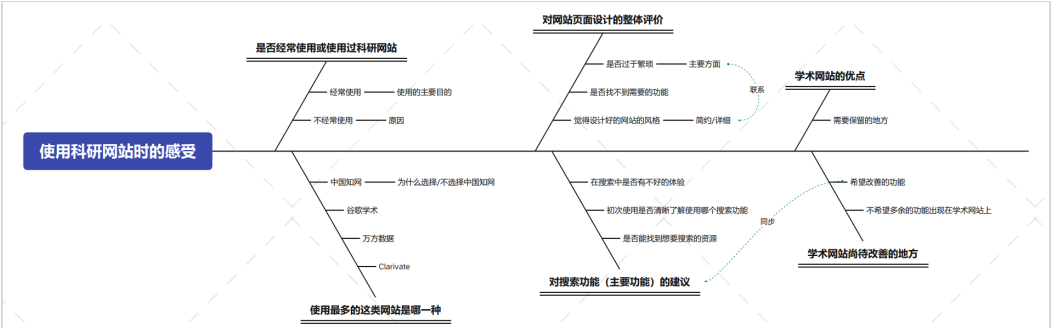 使用科研网站时的感受
是否经常使用或使用过科研网站
经常使用 使用的主要目的
不经常使用 原因
对网站页面设计的整体评价
是否过于繁琐 主要方面
是否找不到需要的功能
觉得设计好的网站的风格 简约/详细
联系
学术网站的优点
需要保留的地方
中国知网 为什么选择/不选择中国知网
谷歌学术
万方数据
Clarivate
使用最多的这类网站是哪一种
在搜索中是否有不好的体验
初次使用是否清晰了解使用哪个搜索功能
是否能找到想要搜索的资源
对搜索功能（主要功能）的建议
同步
希望改善的功能
不希望多余的功能出现在学术网站上
学术网站尚待改善的地方